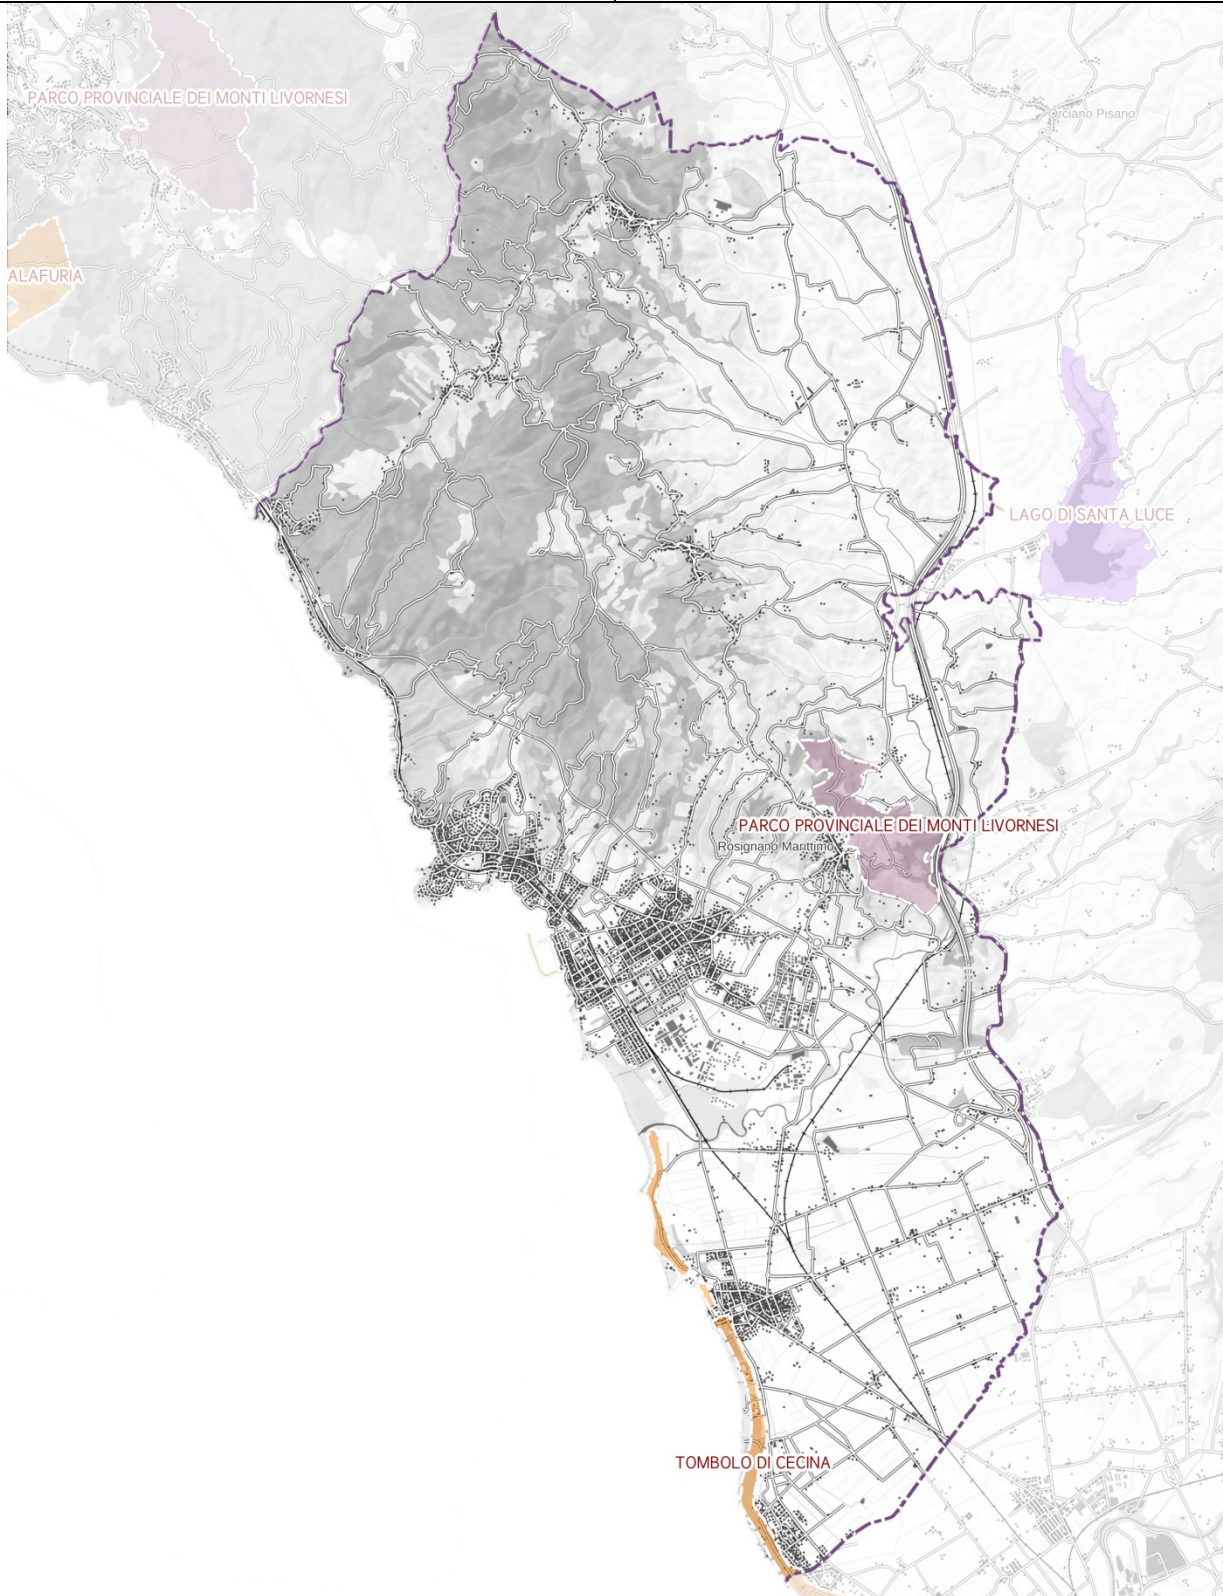 PARCO PROVINCIALE DEI MONTI LIVORNESI
Orciano Pisano
ALAFURIA
LAGO DI SANTA LUCE
PARCO PROVINCIALE DEI MONTI LIVORNESI
Rosignano Marittimo
TOMBOLO DI CECINA